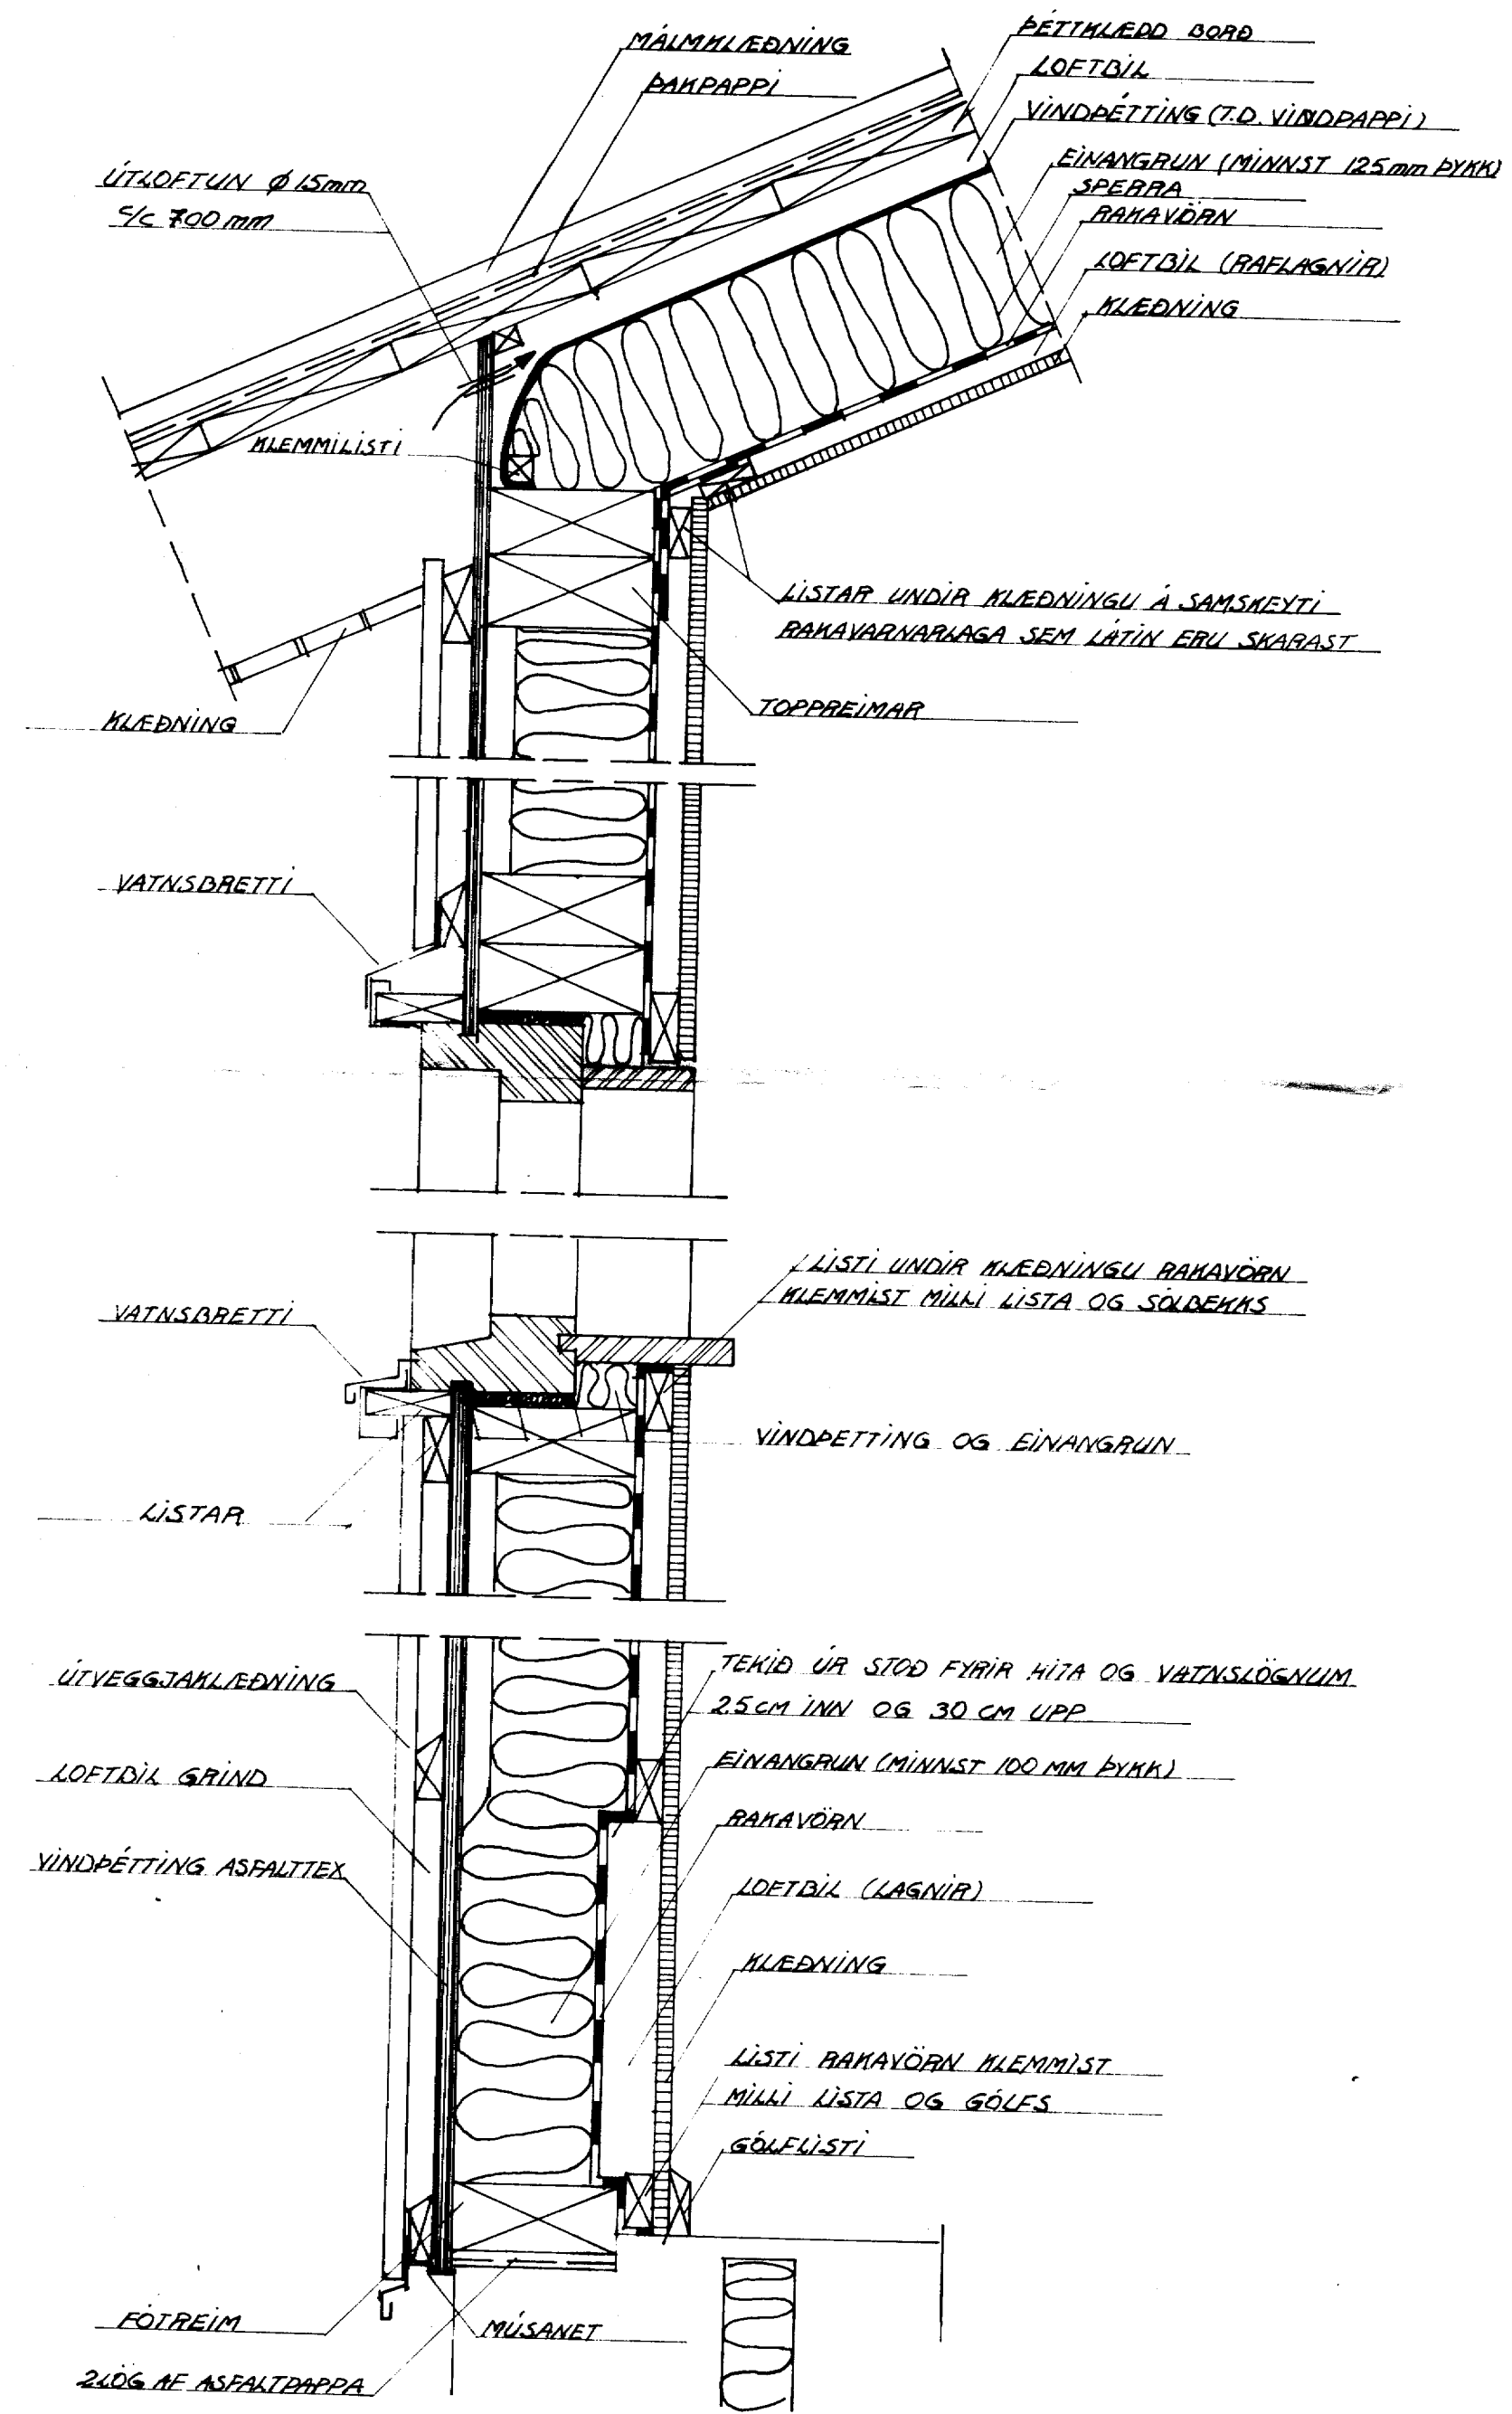 MÁLMKLÆÐNING
ÞAKPAPPI
ÞÉTTKLÆDD BORÐ
LOFTBIL
VINDÞÉTTING (T.D. VINDPAPPI)
EINANGRUN (MINNST 125mm ÞYKK)
SPERRA
RAKAVÖRN
LOFTBIL (RAFLAGNIR)
KLÆÐNING
ÚTLOFTUN Ø 15mm
C/C 700 mm
KLEMMILISTI
LISTAR UNDIR KLÆÐNINGU Á SAMSKEYTI
RAKAVARNARLAGA SEM LÁTIN ERU SKARAST
TOPPREIMAR
KLÆÐNING
VATNSBRETTI
LISTI UNDIR KLÆÐNINGU RAKAVÖRN
KLEMMIST MILLI LISTA OG SÓLBEKKS
VATNSBRETTI
VINDÞETTING OG EINANGRUN
LISTAR
TEKIÐ ÚR STOÐ FYRIR HITA OG VATNSLÖGNUM
2.5 CM INN OG 30 CM UPP
ÚTVEGGJAKLÆÐNING
LOFTBIL GRIND
VINDÞÉTTING ASFALTTEX
EINANGRUN (MINNST 100 MM ÞYKK)
RAKAVÖRN
LOFTBIL (LAGNIR)
KLÆÐNING
LISTI RAKAVÖRN KLEMMIST
MILLI LISTA OG GÓLFS
GÓLFLISTI
FÓTREIM
MÚSANET
2 LÖG AF ASFALTPAPPA